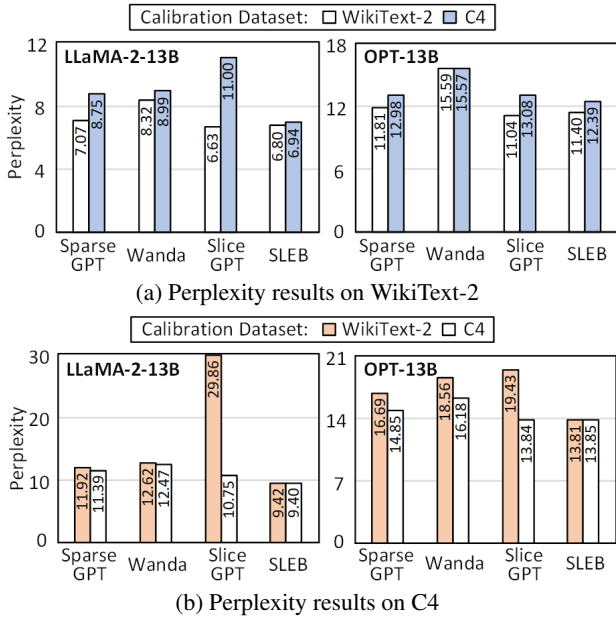 Calibration Dataset: WikiText-2 C4
LLaMA-2-13B
OPT-13B
Perplexity
12
8
4
0
7.07
8.75
8.32
8.99
6.63
11.00
6.80
6.94
Sparse
GPT
Wanda
Slice
GPT
SLEB
18
12
6
0
11.81
12.98
15.59
15.57
11.04
13.08
11.40
12.39
Sparse
GPT
Wanda
Slice
GPT
SLEB
(a) Perplexity results on WikiText-2
Calibration Dataset: WikiText-2 C4
LLaMA-2-13B
OPT-13B
Perplexity
30
20
10
0
11.92
11.39
12.62
12.47
29.86
10.75
9.42
9.40
Sparse
GPT
Wanda
Slice
GPT
SLEB
21
14
7
0
16.69
14.85
18.56
16.18
19.43
13.84
13.81
13.85
Sparse
GPT
Wanda
Slice
GPT
SLEB
(b) Perplexity results on C4